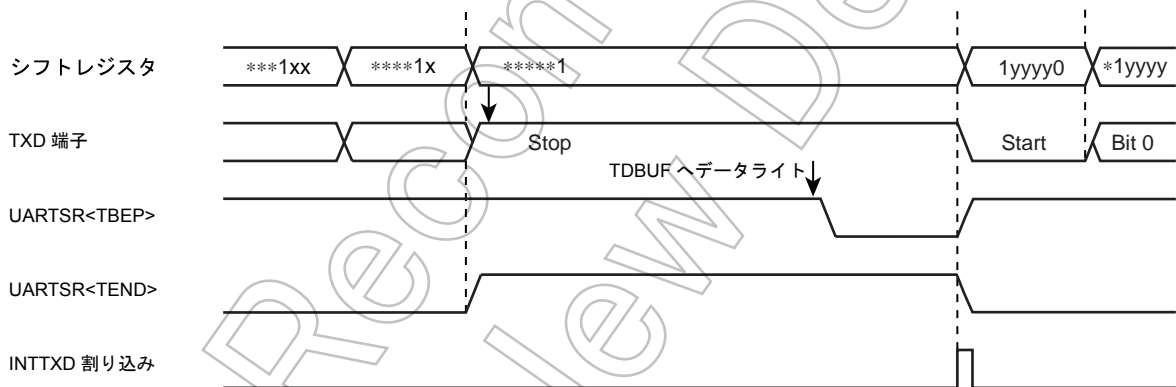 シフトレジスタ ***1xx ****1x *****1 1yyyy0 *1yyyy
TXD 端子 Stop Start Bit 0
TDBUF へデータライト
UARTSR<TBEP>
UARTSR<TEND>
INTTXD 割り込み